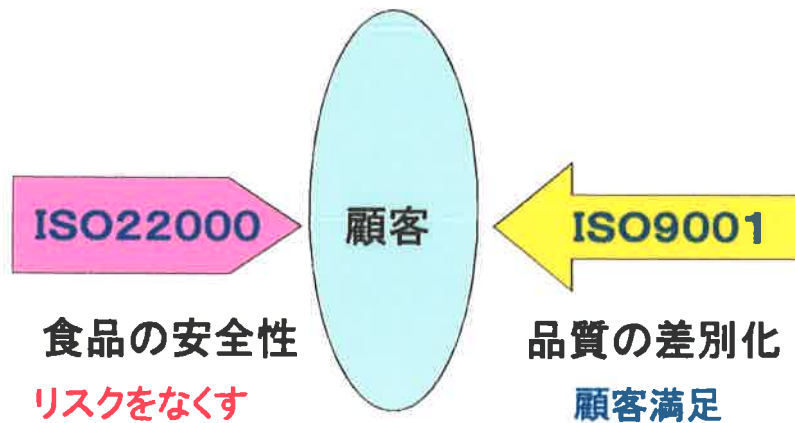 ISO22000
顧客
ISO9001
食品の安全性
品質の差別化
リスクをなくす
顧客満足